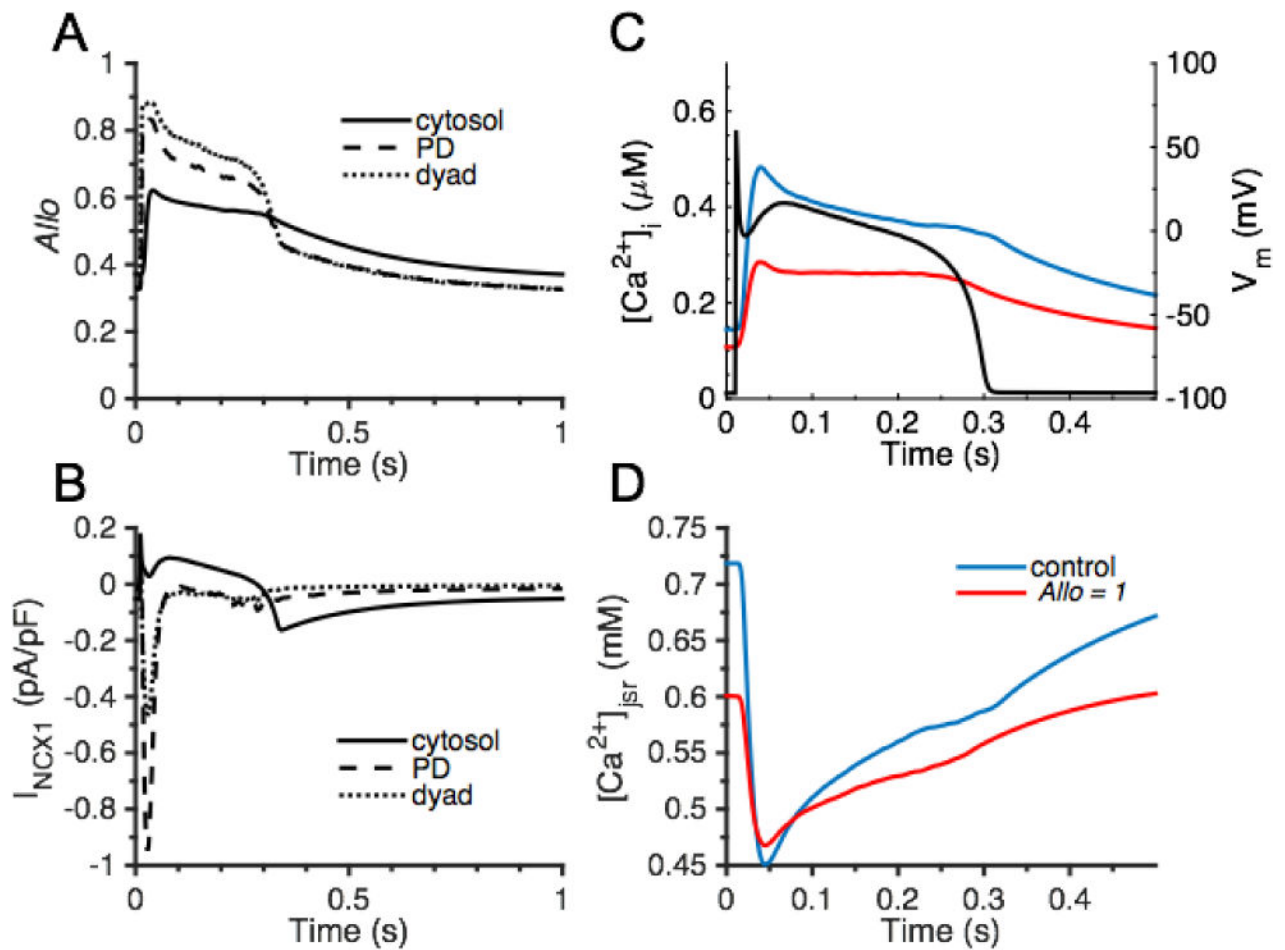 A
1
0.8
0.6
0.4
0.2
0
Allo
cytosol
PD
dyad
0
0.5
1
Time (s)
B
0.2
0
-0.2
-0.4
-0.6
-0.8
-1
I_NCX1 (pA/pF)
cytosol
PD
dyad
0
0.5
1
Time (s)
C
0.6
0.4
0.2
0
[Ca2+]i (μM)
100
50
0
-50
-100
Vm (mV)
0
0.1
0.2
0.3
0.4
Time (s)
D
0.75
0.7
0.65
0.6
0.55
0.5
0.45
[Ca2+]jsr (mM)
control
Allo = 1
0
0.1
0.2
0.3
0.4
Time (s)